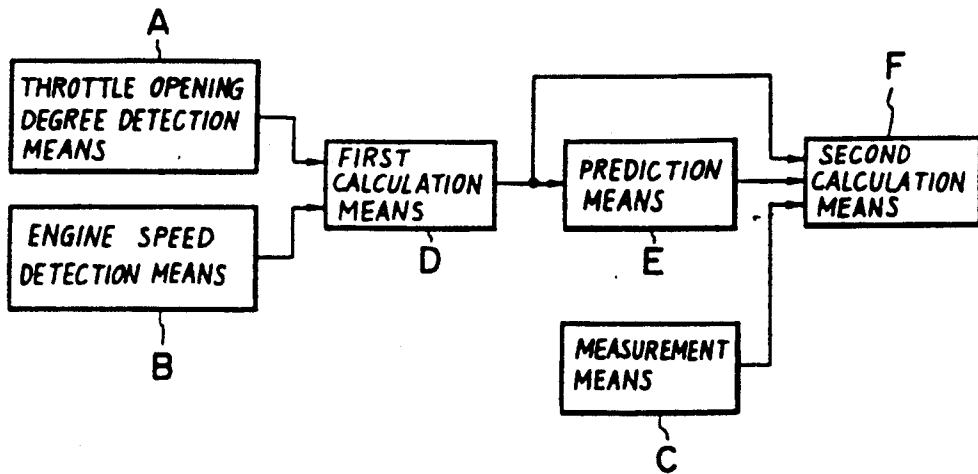 A
THROTTLE OPENING
DEGREE DETECTION
MEANS
ENGINE SPEED
DETECTION MEANS
B
FIRST
CALCULATION
MEANS
D
PREDICTION
MEANS
E
MEASUREMENT
MEANS
C
F
SECOND
CALCULATION
MEANS